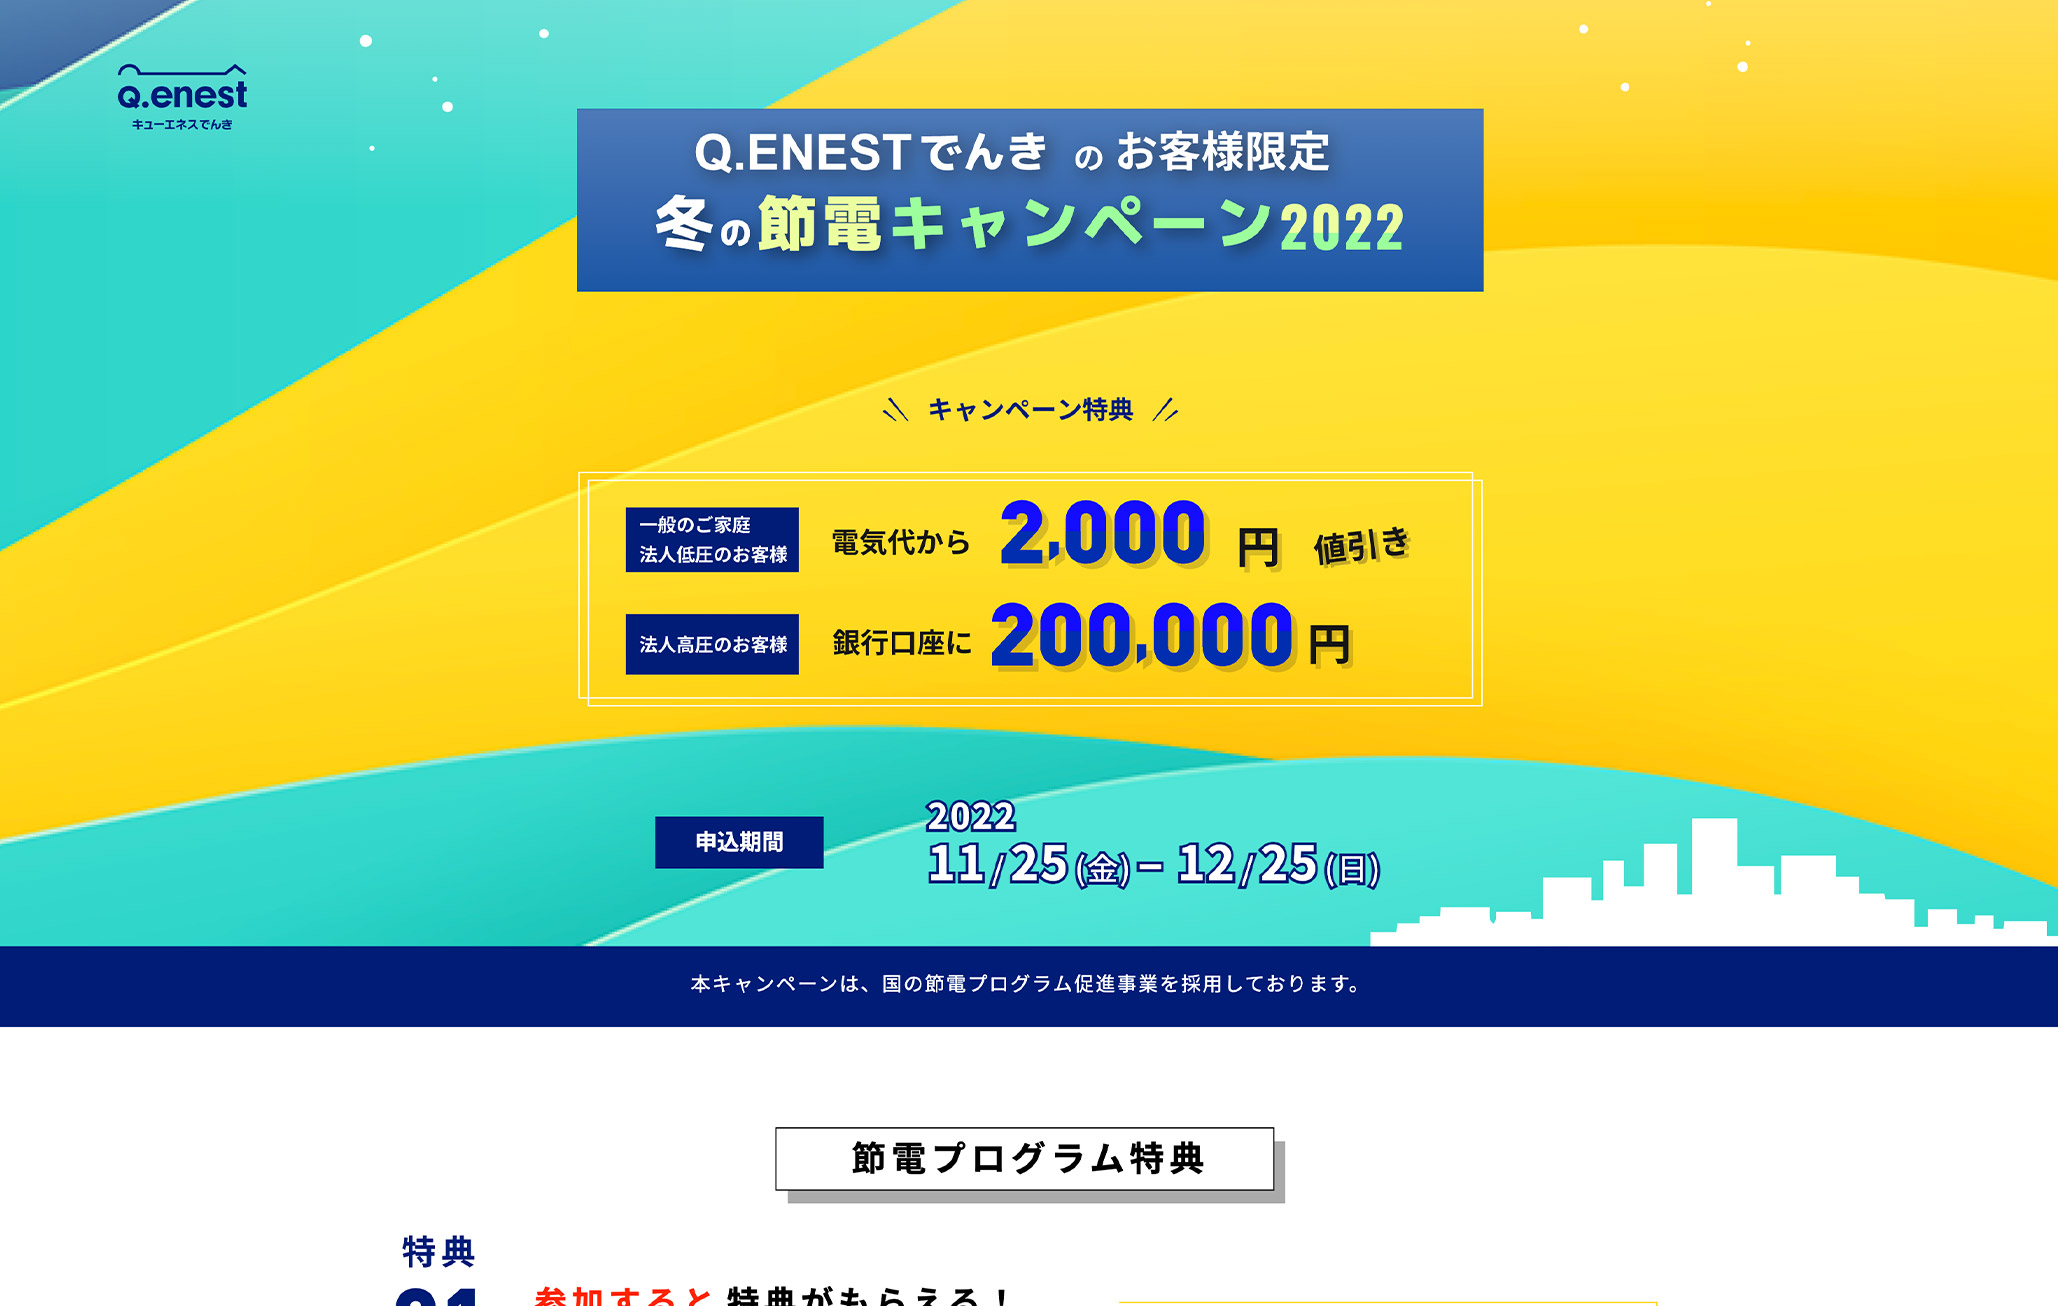 Q.enest
キューエネスでんき
Q.ENESTでんき の お客様限定
冬の節電キャンペーン2022
キャンペーン特典
一般のご家庭
法人低圧のお客様
電気代から 2,000 円 値引き
法人高圧のお客様
銀行口座に 200,000 円
申込期間
2022
11/25(金)– 12/25(日)
本キャンペーンは、国の節電プログラム促進事業を採用しております。
節電プログラム特典
特典
01
参加すると 特典がもらえる！